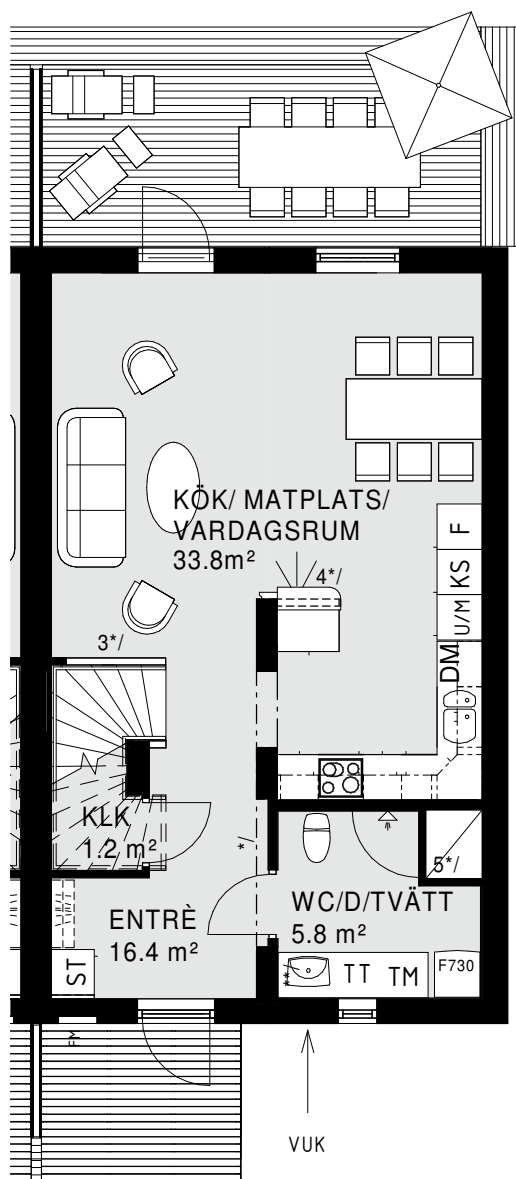 KÖK/ MATPLATS/
VARDAGSRUM
33.8m²
F
KS
U/M
DM
4*/
3*/
KLK
1.2 m²
*/
5*/
ENTRÈ
16.4 m²
WC/D/TVÄTT
5.8 m²
ST
**
TT
TM
F730
FM
VUK